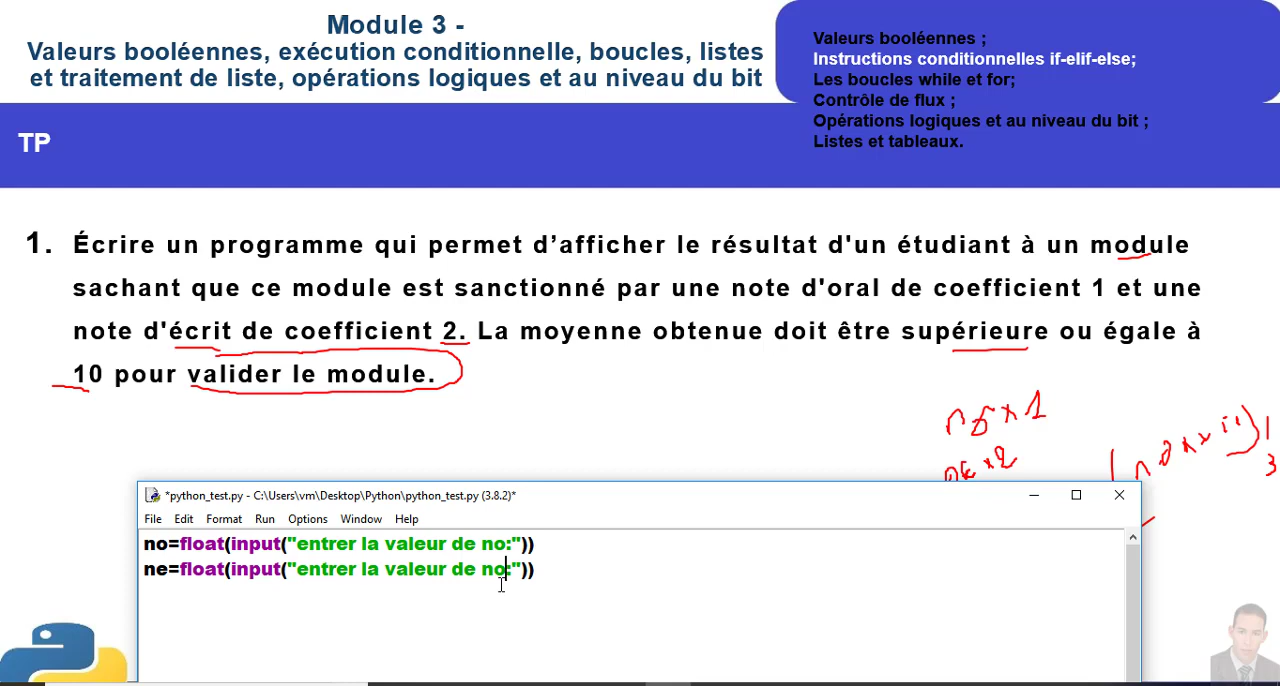 Module 3 -
Valeurs booléennes, exécution conditionnelle, boucles, listes
et traitement de liste, opérations logiques et au niveau du bit
Valeurs booléennes ;
Instructions conditionnelles if-elif-else;
Les boucles while et for;
Contrôle de flux ;
Opérations logiques et au niveau du bit ;
Listes et tableaux.
TP
1. Écrire un programme qui permet d’afficher le résultat d'un étudiant à un module
sachant que ce module est sanctionné par une note d'oral de coefficient 1 et une
note d'écrit de coefficient 2. La moyenne obtenue doit être supérieure ou égale à
10 pour valider le module.
*python_test.py - C:\Users\vm\Desktop\Python\python_test.py (3.8.2)*
File Edit Format Run Options Window Help
no=float(input("entrer la valeur de no:"))
ne=float(input("entrer la valeur de no:"))